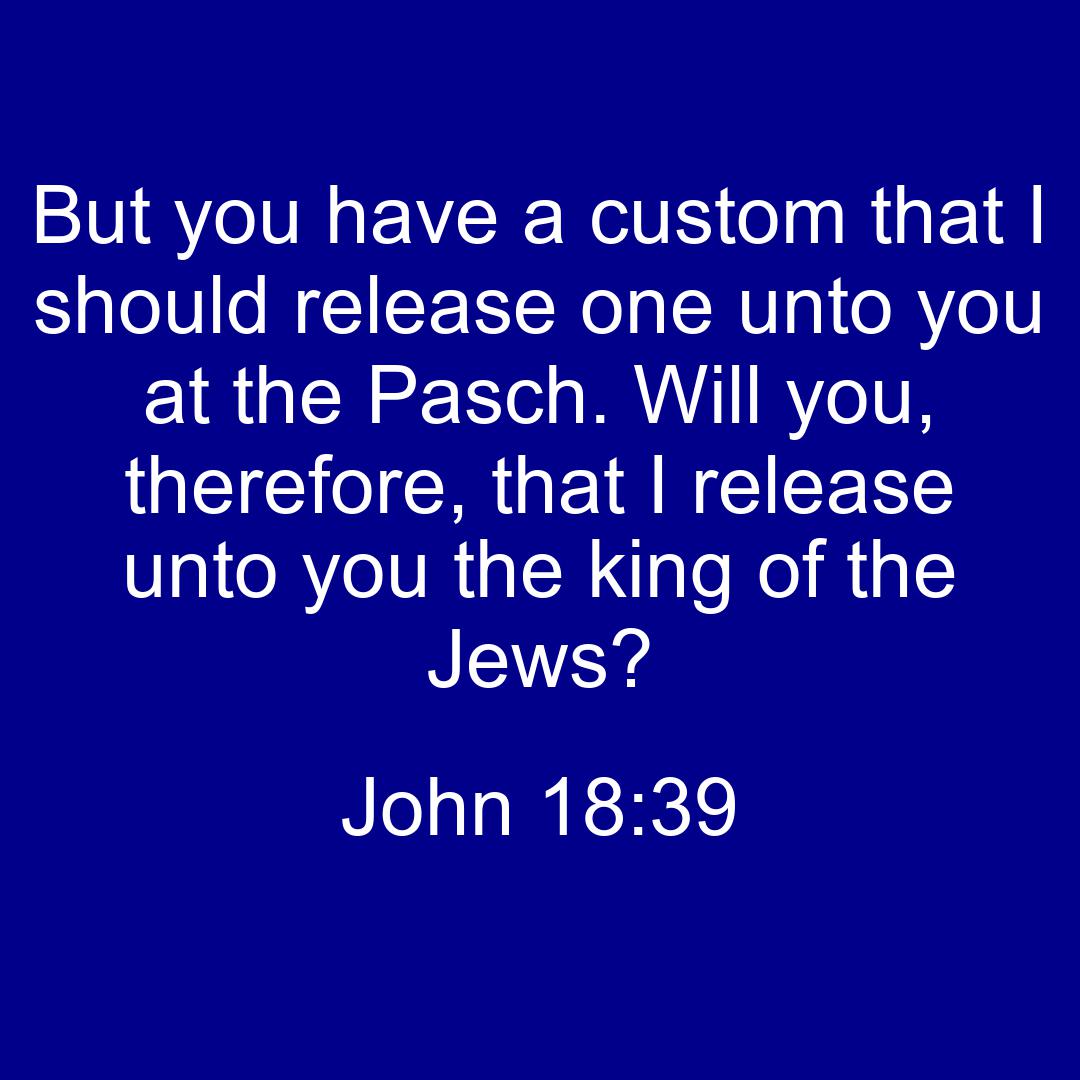 But you have a custom that I
should release one unto you
at the Pasch. Will you,
therefore, that I release
unto you the king of the
Jews?
John 18:39